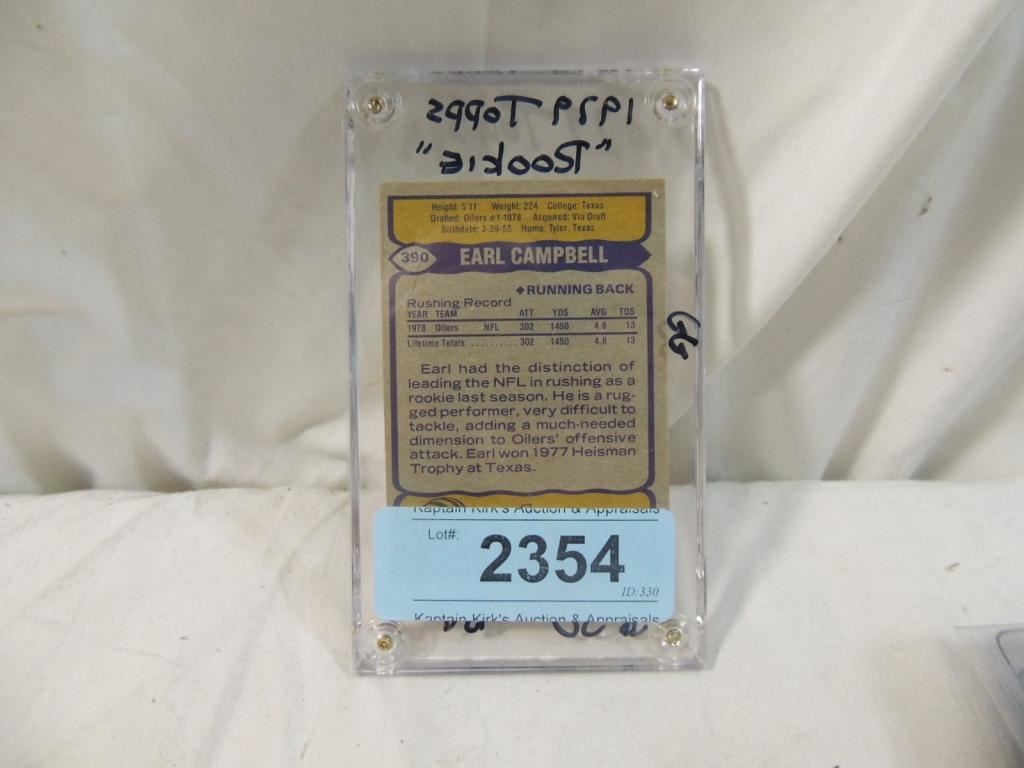 1979 Topps
"Rookie"
Height: 5'11" Weight: 224 College: Texas
Drafted: Oilers #1-1978 Acquired: Via Draft
Birthdate: 3-29-55 Home: Tyler, Texas
390 EARL CAMPBELL
◆RUNNING BACK
Rushing Record
YEAR TEAM ATT YDS AVG TDS
1978 Oilers NFL 302 1450 4.8 13
Lifetime Totals .......... 302 1450 4.8 13
Earl had the distinction of
leading the NFL in rushing as a
rookie last season. He is a rug-
ged performer, very difficult to
tackle, adding a much-needed
dimension to Oilers' offensive
attack. Earl won 1977 Heisman
Trophy at Texas.
Kaptain Kirk's Auction & Appraisals
Lot#: 2354
ID:330
Kaptain Kirk's Auction & Appraisals